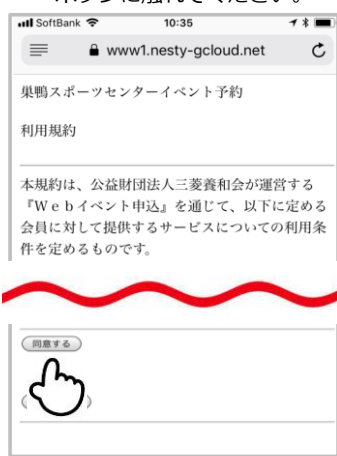 ボタンに触れてください。
SoftBank 10:35
www1.nesty-gcloud.net
巣鴨スポーツセンターイベント予約
利用規約
本規約は、公益財団法人三菱養和会が運営する
『Ｗｅｂイベント申込』を通じて、以下に定める
会員に対して提供するサービスについての利用条
件を定めるものです。
同意する